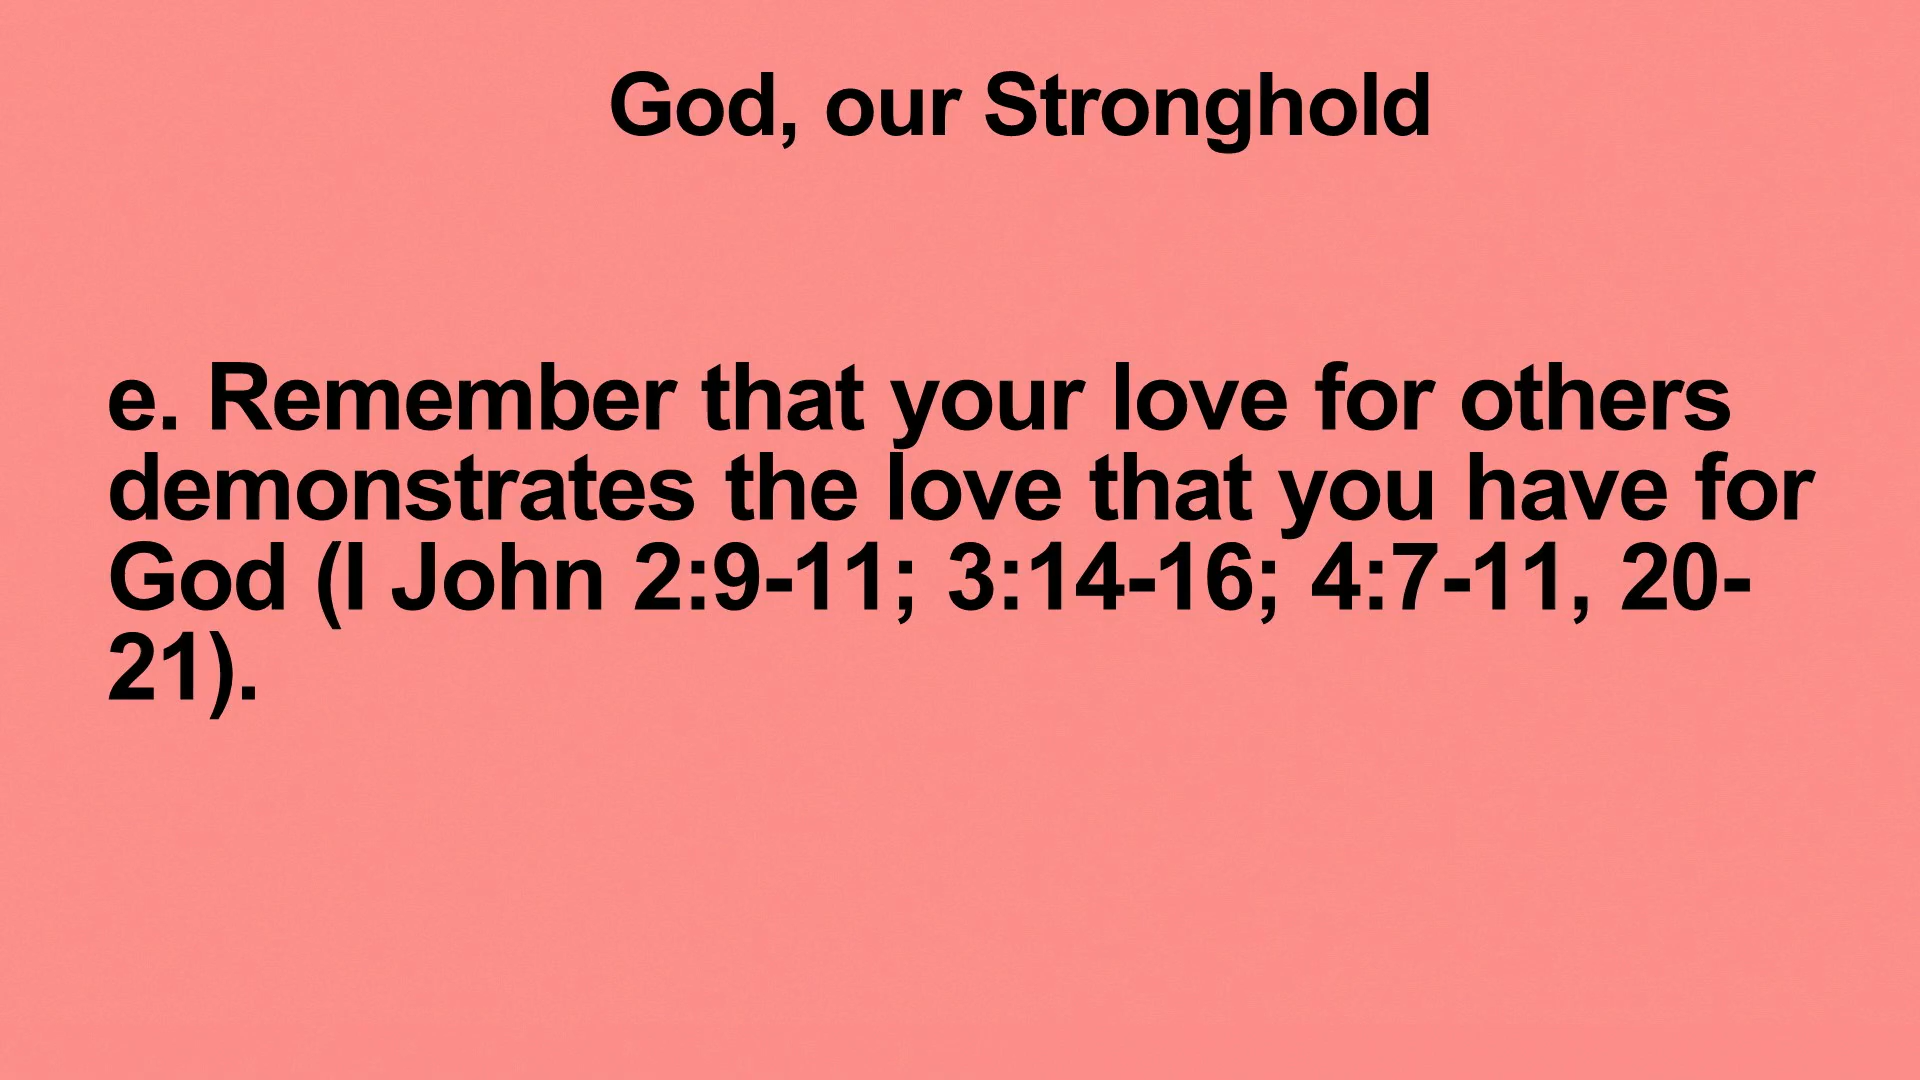 God, our Stronghold
e. Remember that your love for others
demonstrates the love that you have for
God (I John 2:9-11; 3:14-16; 4:7-11, 20-
21).